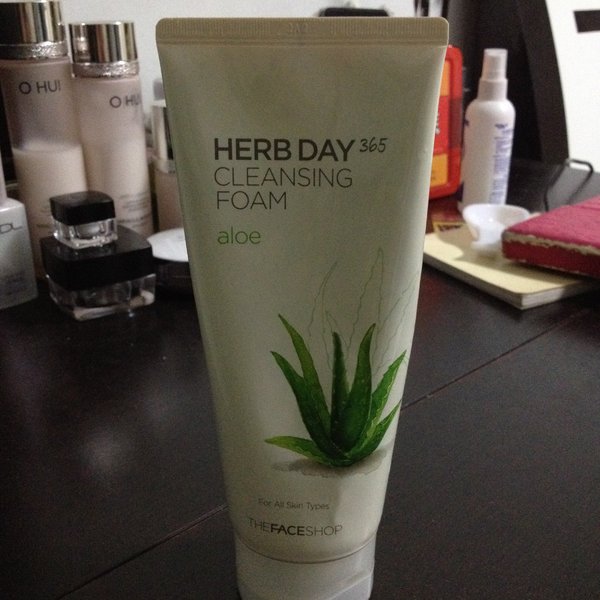 O HUI
O HUI
HERB DAY 365
CLEANSING
FOAM
aloe
For All Skin Types
THEFACESHOP